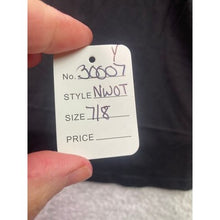 Y
No. 30007
STYLE NWOT
SIZE 7/8
PRICE